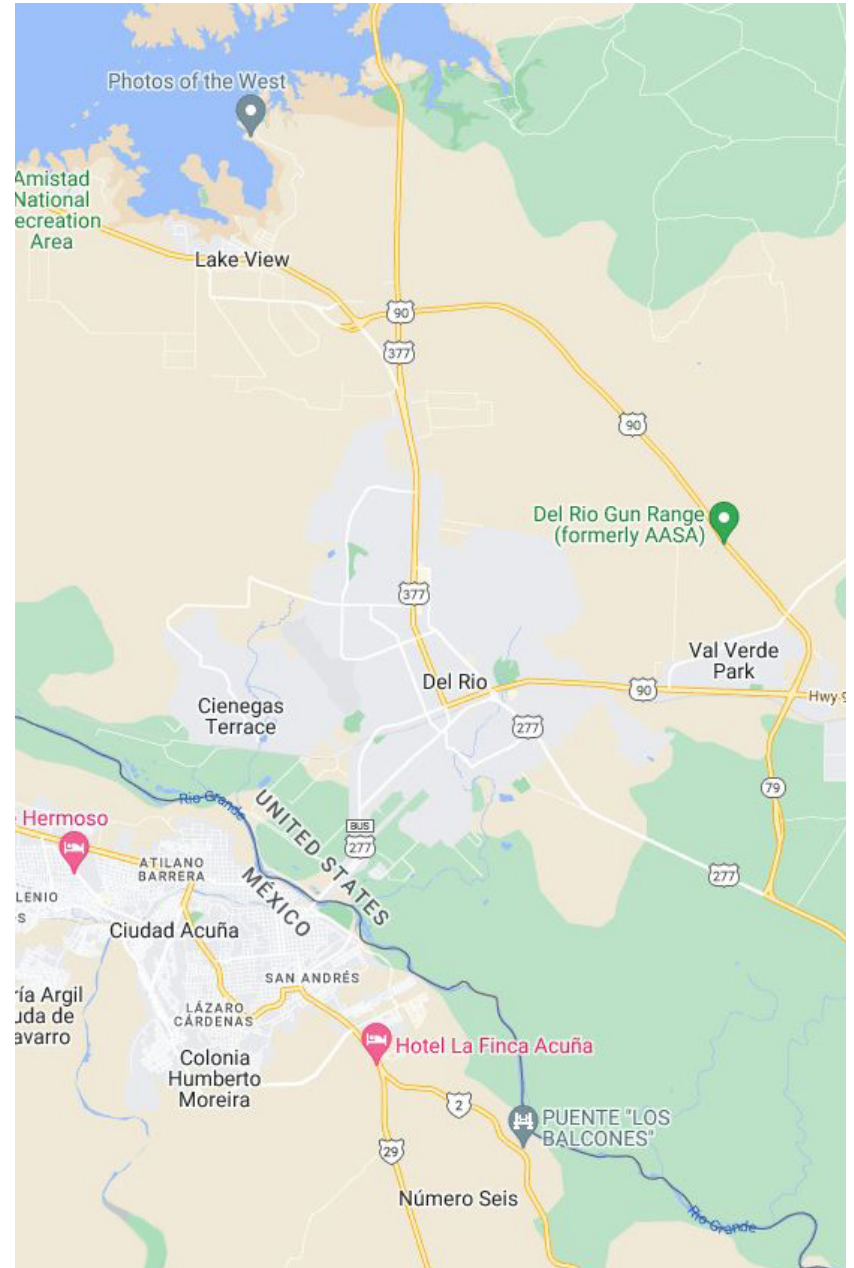 Photos of the West
Amistad
National
ecreation
Area
Lake View
90
377
90
Del Rio Gun Range
(formerly AASA)
377
Val Verde
Park
Del Rio
90
Hwy 9
Cienegas
Terrace
277
79
Rio Grande
UNITED STATES
MÉXICO
Hermoso
BUS
277
ATILANO
BARRERA
277
LENIO
S
Ciudad Acuña
SAN ANDRÉS
ría Argil
uda de
avarro
LÁZARO
CÁRDENAS
Hotel La Finca Acuña
Colonia
Humberto
Moreira
2
PUENTE "LOS
BALCONES"
29
Número Seis
Rio Grande